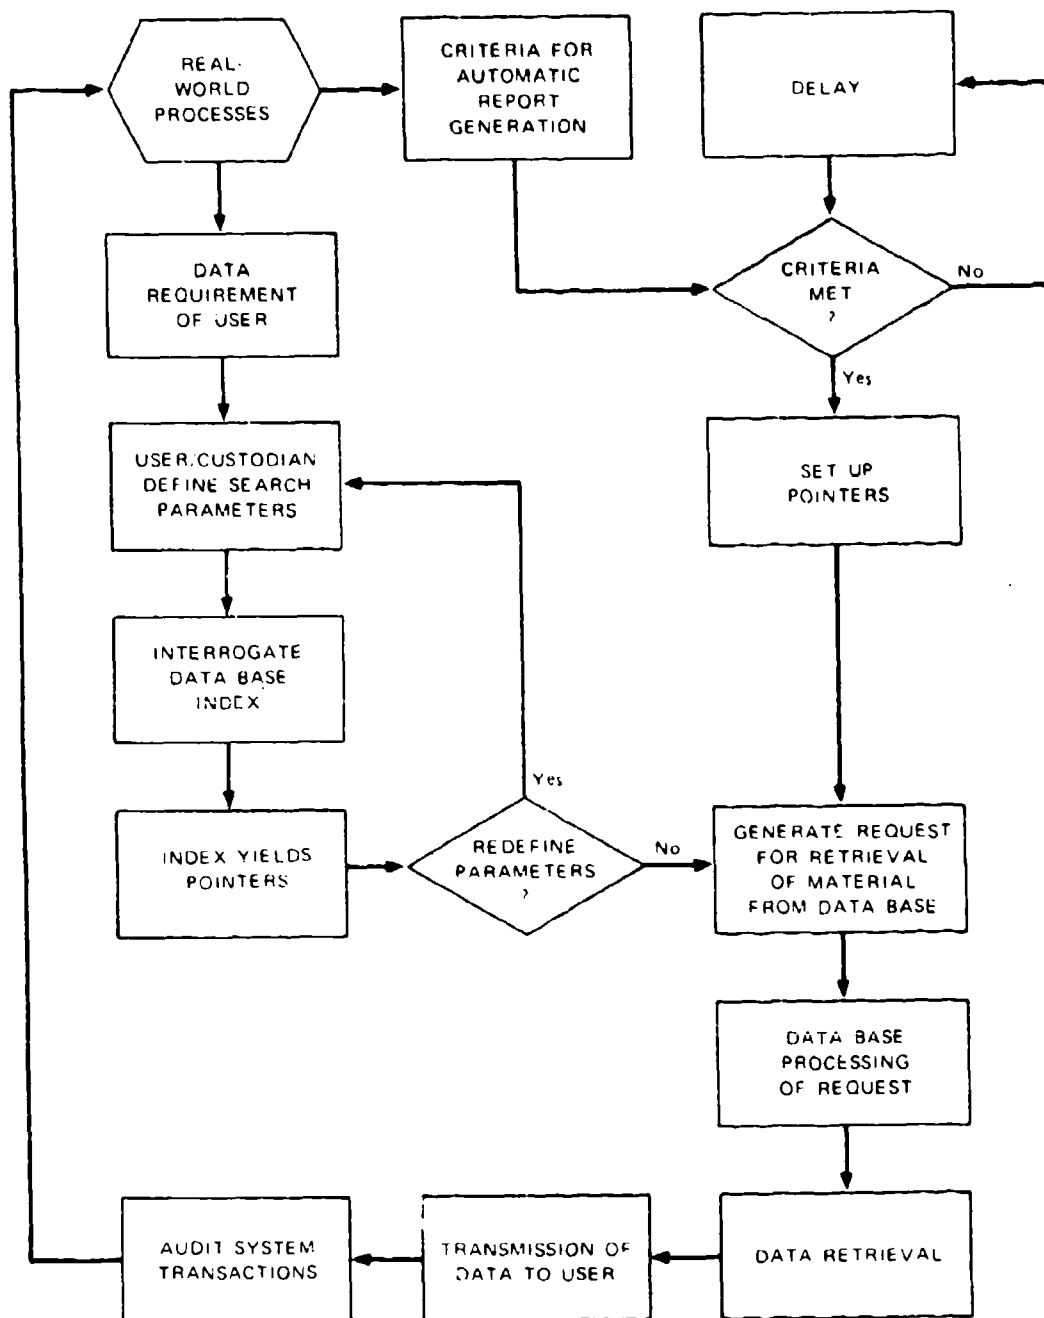 REAL-
WORLD
PROCESSES
CRITERIA FOR
AUTOMATIC
REPORT
GENERATION
DELAY
DATA
REQUIREMENT
OF USER
CRITERIA
MET
?
No
Yes
USER/CUSTODIAN
DEFINE SEARCH
PARAMETERS
SET UP
POINTERS
INTERROGATE
DATA BASE
INDEX
Yes
INDEX YIELDS
POINTERS
REDEFINE
PARAMETERS
?
No
GENERATE REQUEST
FOR RETRIEVAL
OF MATERIAL
FROM DATA BASE
DATA BASE
PROCESSING
OF REQUEST
AUDIT SYSTEM
TRANSACTIONS
TRANSMISSION OF
DATA TO USER
DATA RETRIEVAL